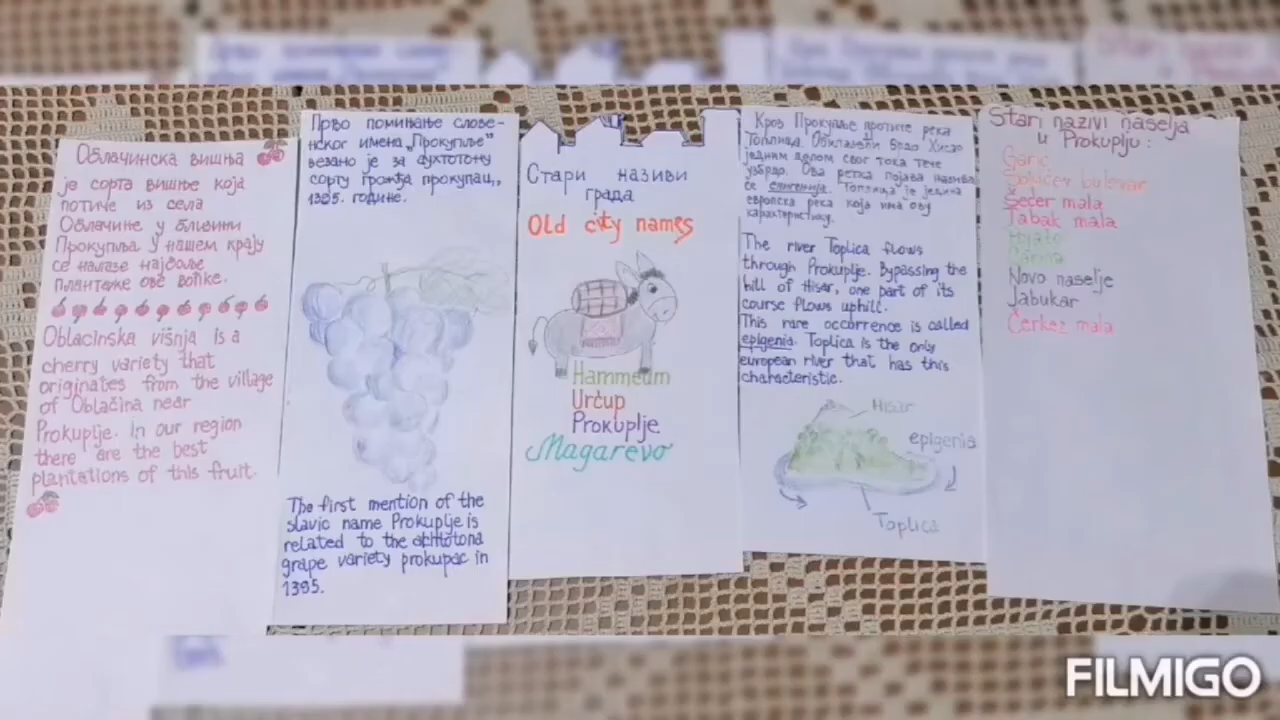 Облачинска вишња
је сорта вишње која
потиче из села
Облачине у близини
Прокупља. У нашем крају
се налазе најбоље
плантаже ове воћке.
Oblacinska višnja is a
cherry variety that
originates from the village
of Oblačina near
Prokuplje. In our region
there are the best
plantations of this fruit.
Прво помињање слове-
нског имена „Прокупље"
везано је за аухтотону
сорту грожђа прокупац,,
1395. године.
The first mention of the
slavic name Prokuplje is
related to the
grape variety prokupac in
1395.
Стари називи
града
Old city names
Hammeum
Určup
Prokuplje
Magarevo
Кроз Прокупље протиче река
Топлица. Обилазећи брдо Хисар
једним делом свог тока тече
узбрдо. Ова ретка појава назива
се епигенија. Топлица је једина
европска река која има ову
карактеристику.
The river Toplica flows
through Prokuplje. Bypassing the
hill of Hisar, one part of its
course flows uphill.
This rare occurrence is called
epigenia. Toplica is the only
european river that has this
characteristic.
Hisar
epigenia
Toplica
Stari nazivi naselja
u Prokuplju:
Garić
bulevar
Šećer mala
Tabak mala
Carina
Novo naselje
Jabukar
Čerkez mala
FILMIGO